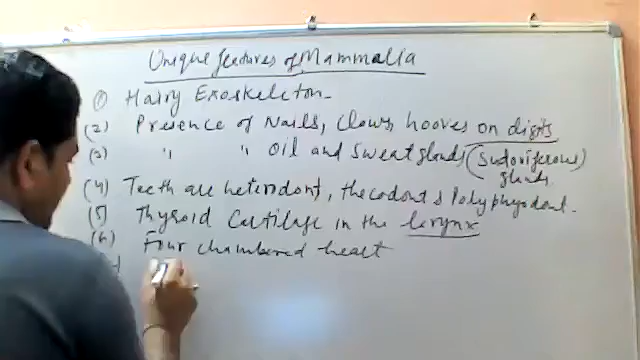 Unique features of Mammalia
(1) Hairy Exoskeleton -
(2) Presence of Nails, Claws, hooves on digits
(3) " " Oil and Sweat glands (Sudoriferous) glands.
(4) Teeth are heterodont, thecodont & Polyphyodont.
(5) Thyroid Cartilage in the larynx
(6) Four chambered heart